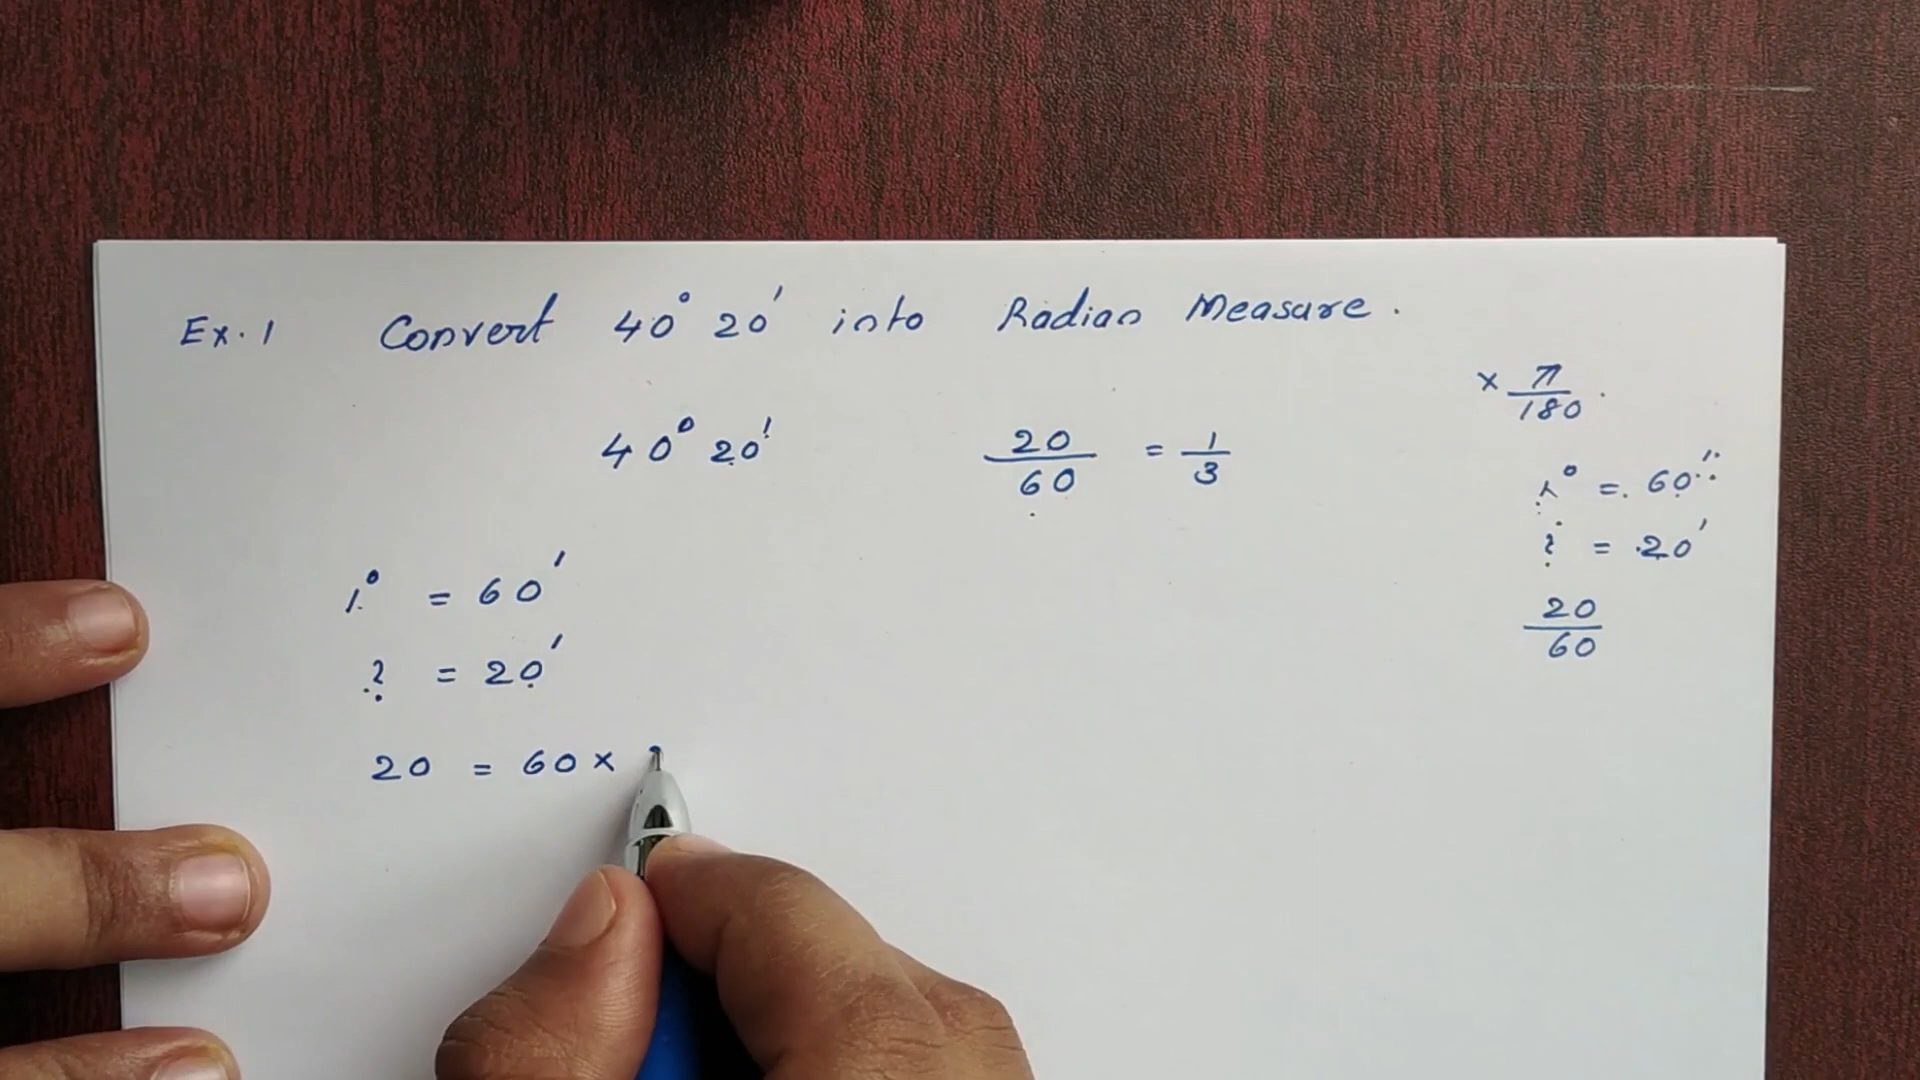 Ex. 1 Convert 40° 20' into Radian Measure.
× π/180
40° 20'
20/60 = 1/3
1° = 60'
? = 20'
20/60
1° = 60'
? = 20'
20 = 60 ×